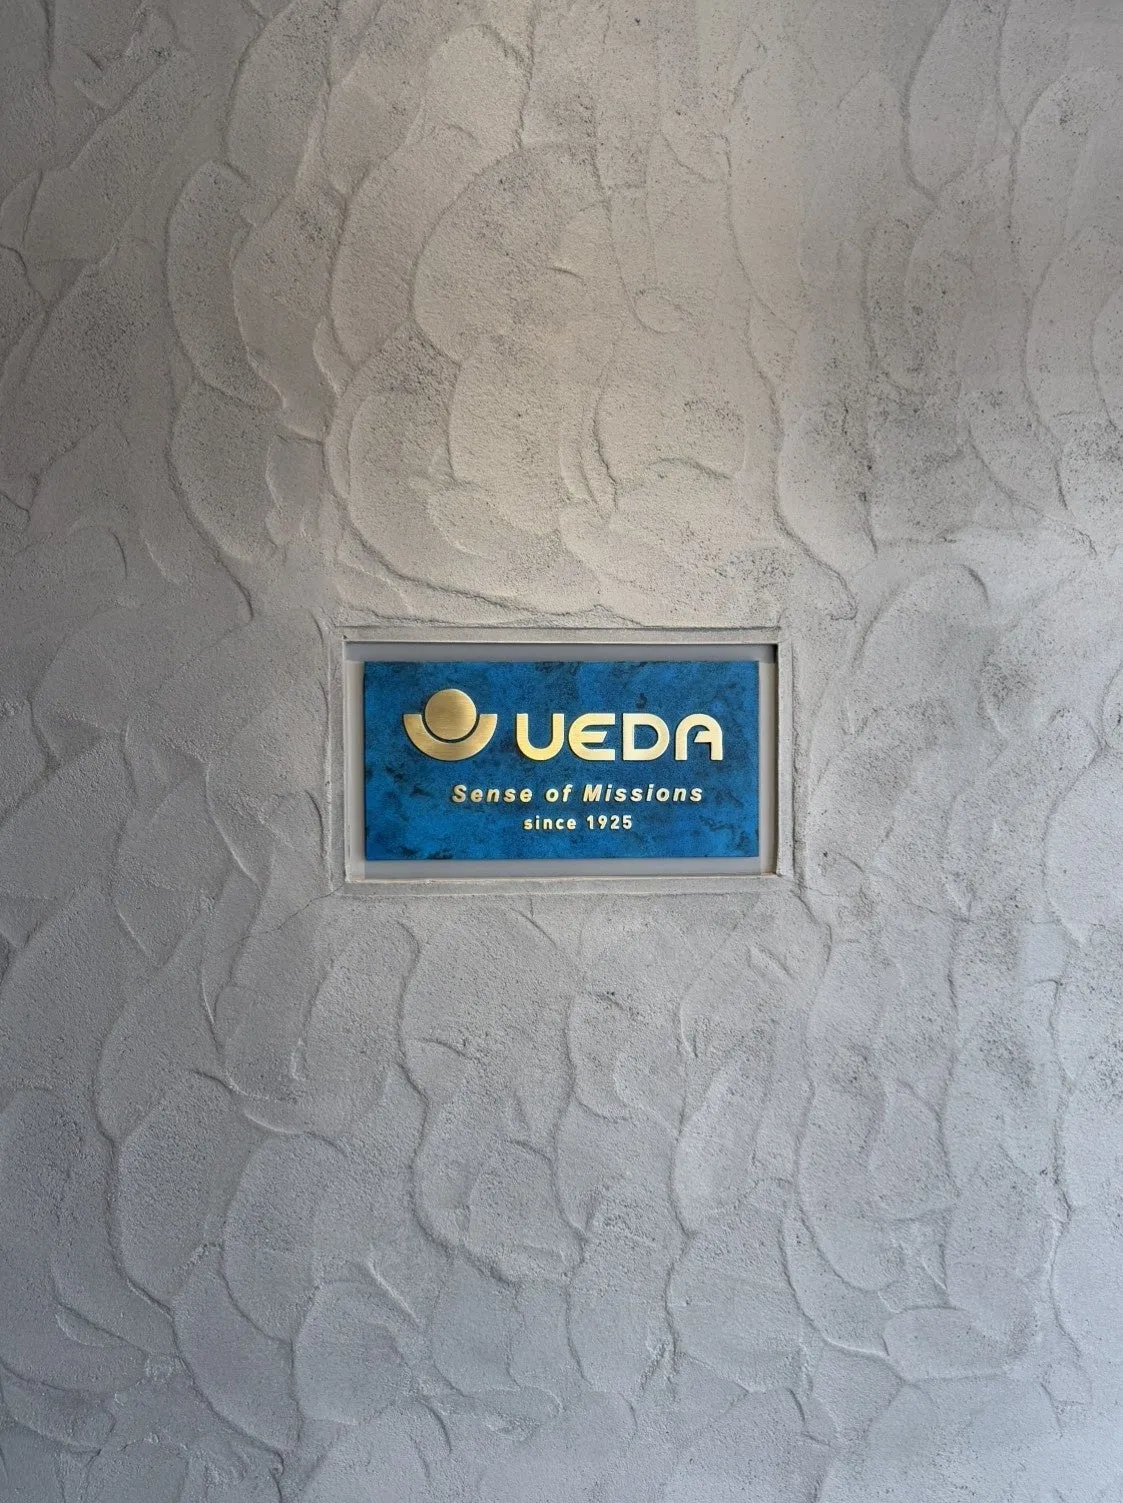 UEDA
Sense of Missions
since 1925